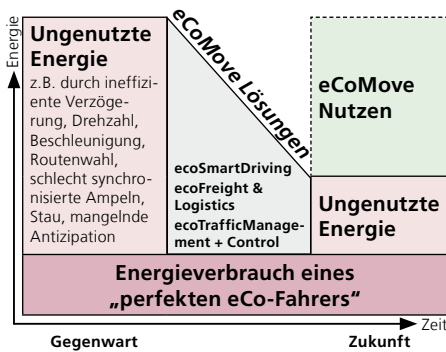 Energie
Ungenutzte
Energie
z.B. durch ineffizi-
ente Verzöge-
rung, Drehzahl,
Beschleunigung,
Routenwahl,
schlecht synchro-
nisierte Ampeln,
Stau, mangelnde
Antizipation
eCoMove Lösungen
ecoSmartDriving
ecoFreight &
Logistics
ecoTrafficManage-
ment + Control
eCoMove
Nutzen
Ungenutzte
Energie
Energieverbrauch eines
„perfekten eCo-Fahrers“
Zeit
Gegenwart
Zukunft